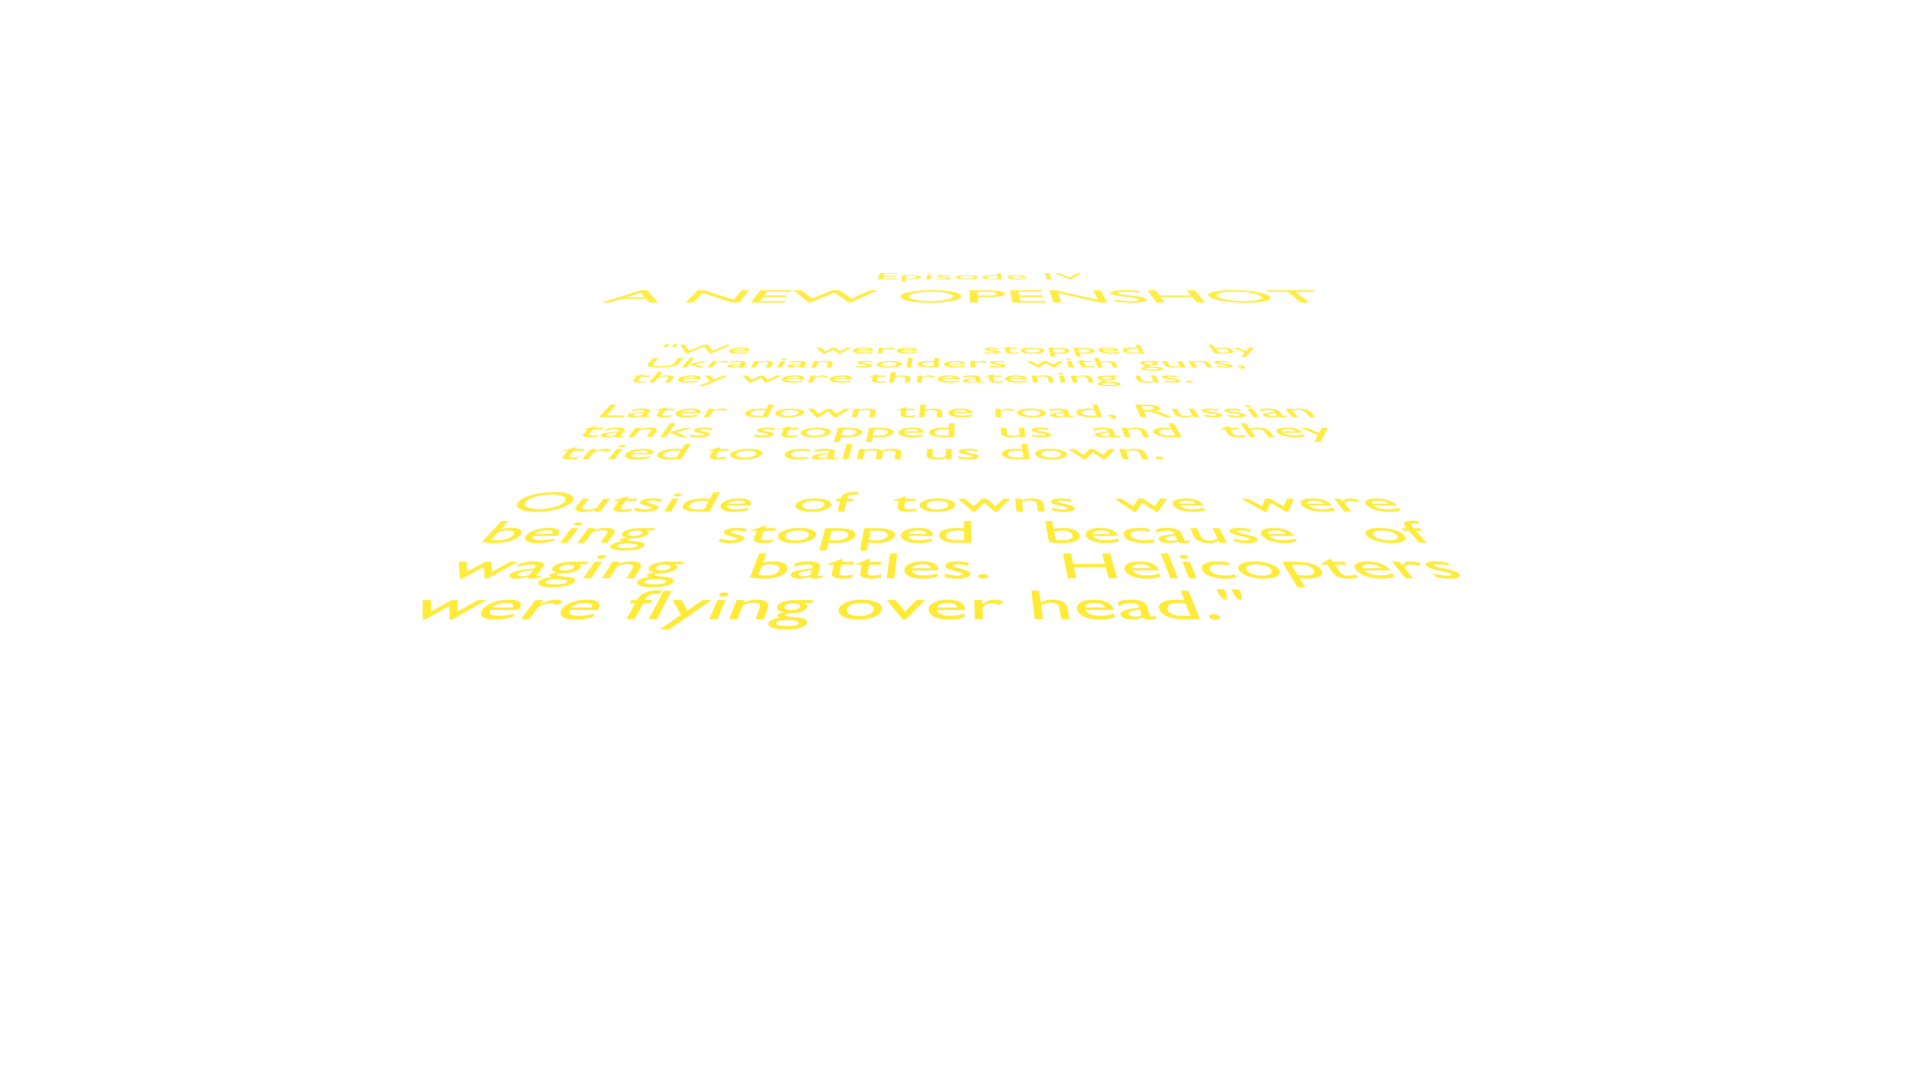 Episode IV
A NEW OPENSHOT
"We were stopped by
Ukranian solders with guns,
they were threatening us.
Later down the road, Russian
tanks stopped us and they
tried to calm us down.
Outside of towns we were
being stopped because of
waging battles. Helicopters
were flying over head."